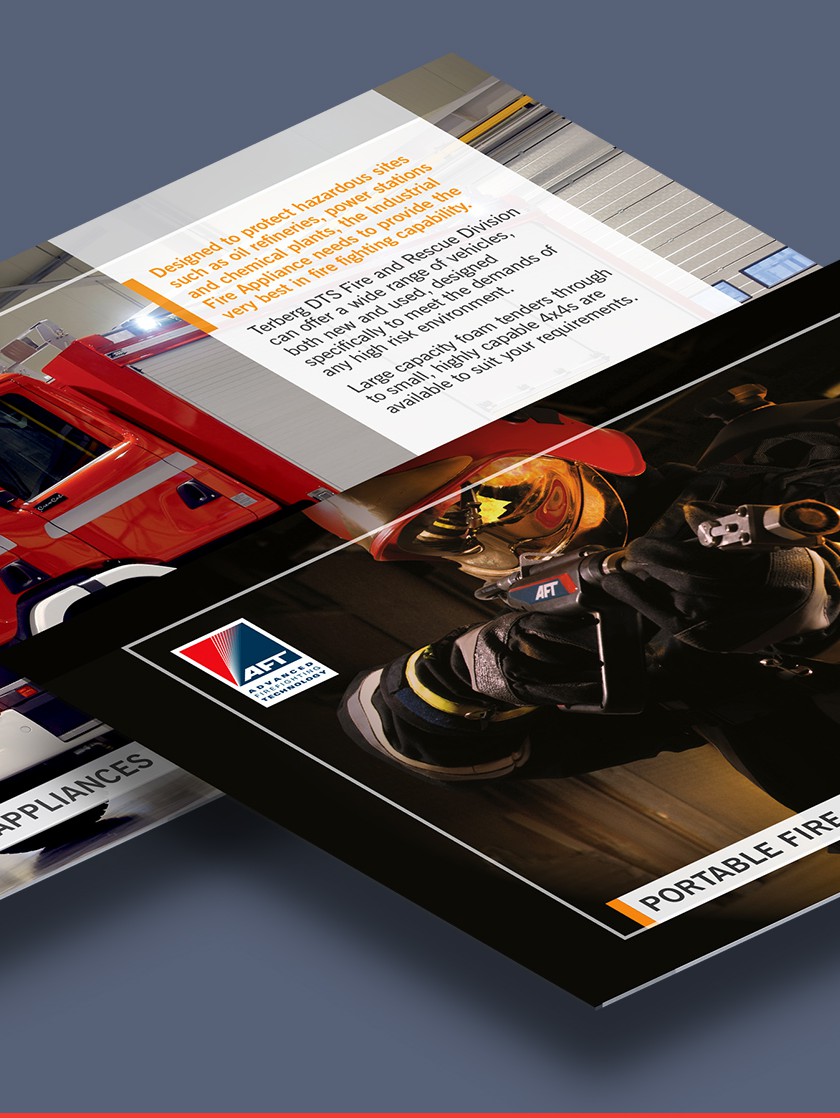 Designed to protect hazardous sites
such as oil refineries, power stations
and chemical plants, the Industrial
Fire Appliance needs to provide the
very best in fire fighting capability.
Terberg DTS Fire and Rescue Division
can offer a wide range of vehicles,
both new and used, designed
specifically to meet the demands of
any high risk environment.
Large capacity foam tenders through
to small, highly capable 4x4s are
available to suit your requirements.
CrewCab
AFT
AFT
ADVANCED
FIREFIGHTING
TECHNOLOGY
APPLIANCES
PORTABLE FIRE